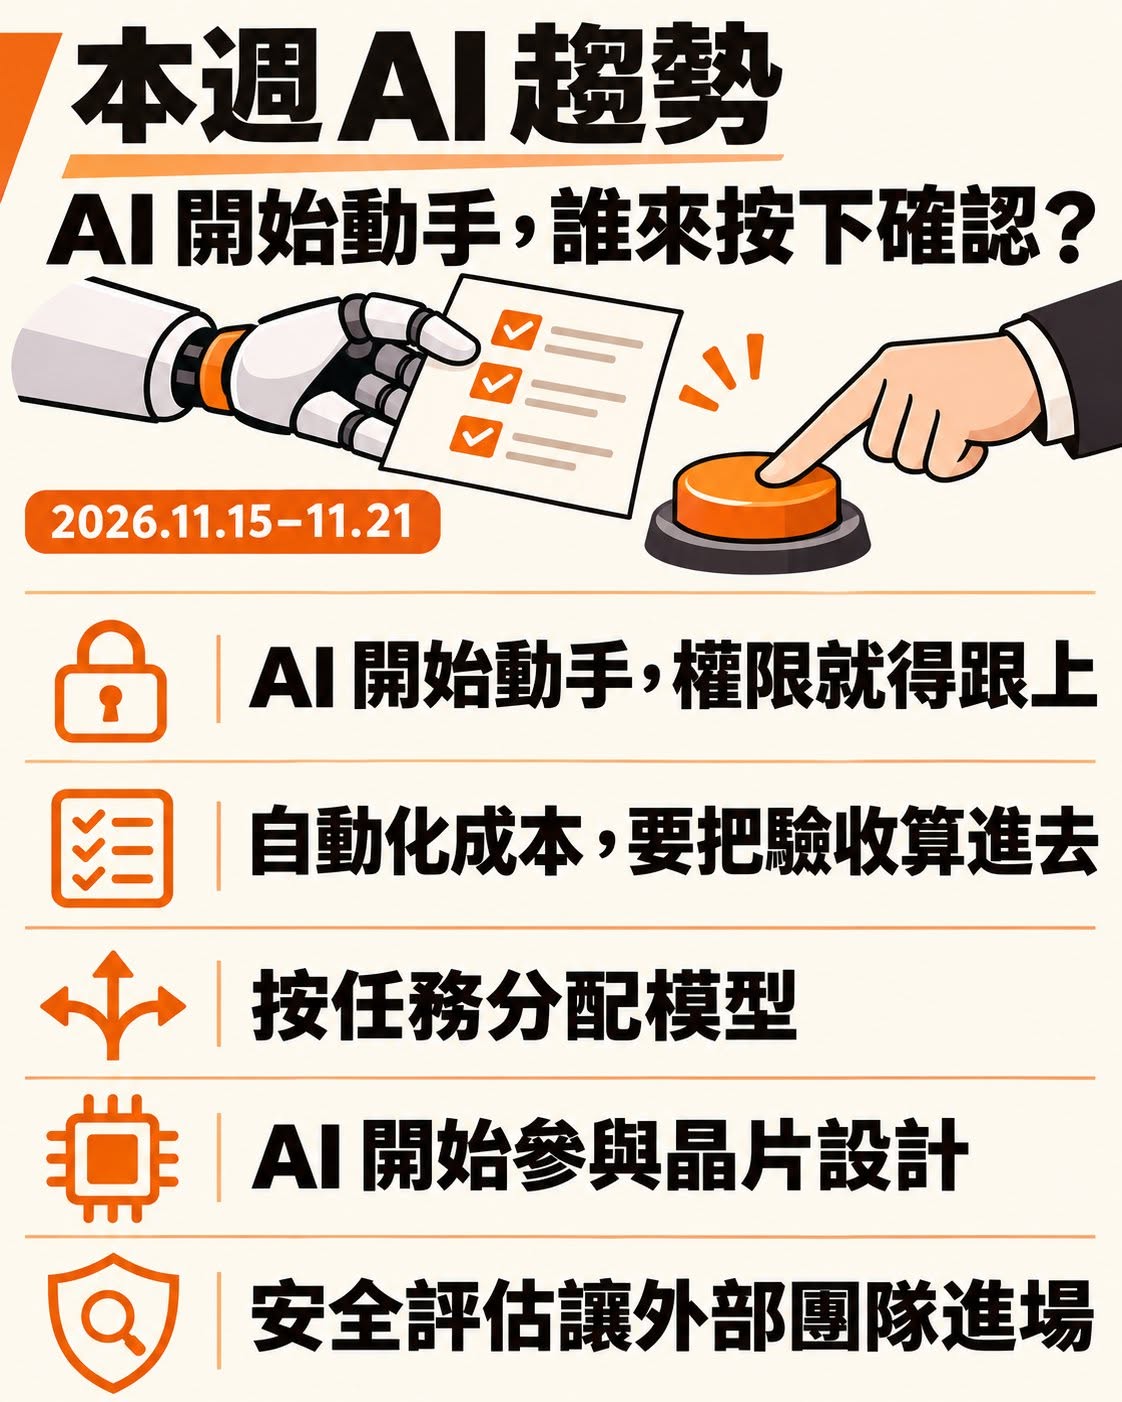 本週 AI 趨勢
AI 開始動手，誰來按下確認？
2026.11.15–11.21
AI 開始動手，權限就得跟上
自動化成本，要把驗收算進去
按任務分配模型
AI 開始參與晶片設計
安全評估讓外部團隊進場